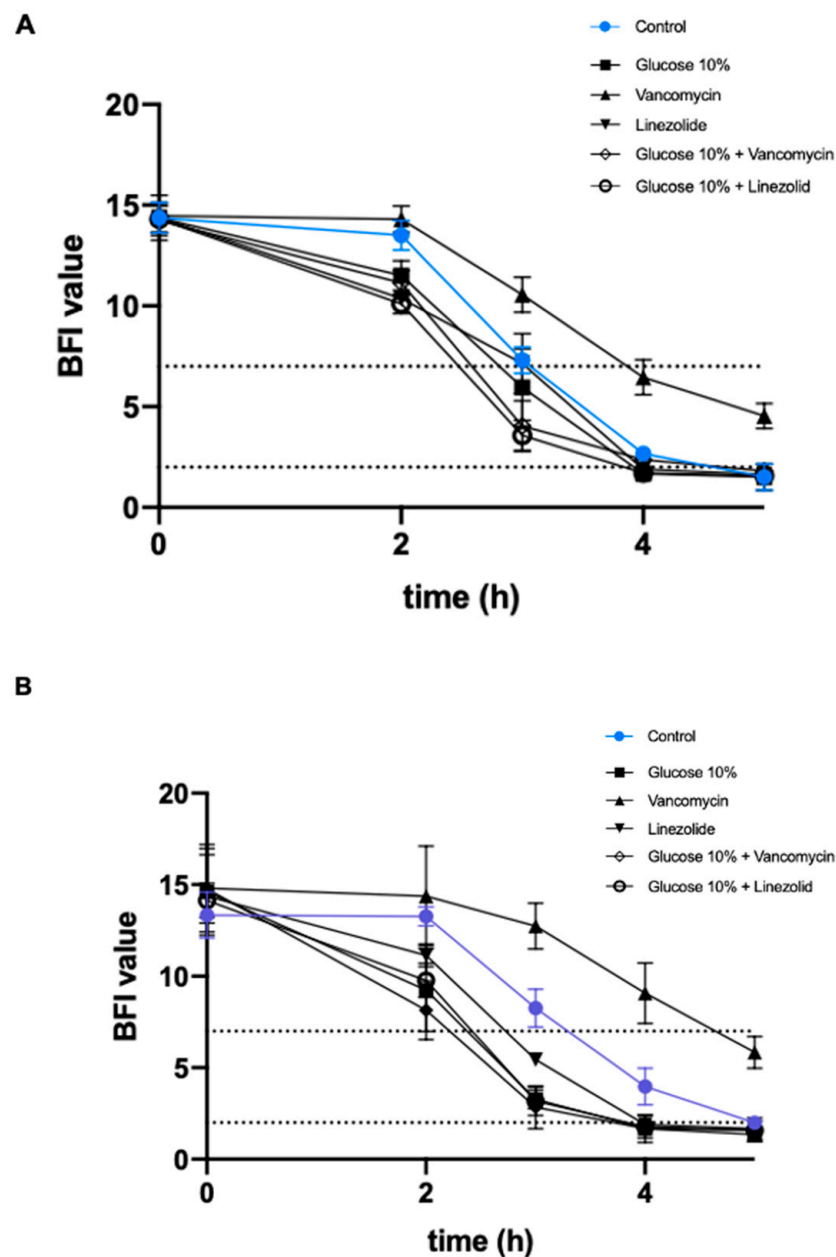 A
Control
Glucose 10%
Vancomycin
Linezolide
Glucose 10% + Vancomycin
Glucose 10% + Linezolid
20
15
10
5
0
BFI value
0 2 4
time (h)
B
Control
Glucose 10%
Vancomycin
Linezolide
Glucose 10% + Vancomycin
Glucose 10% + Linezolid
20
15
10
5
0
BFI value
0 2 4
time (h)